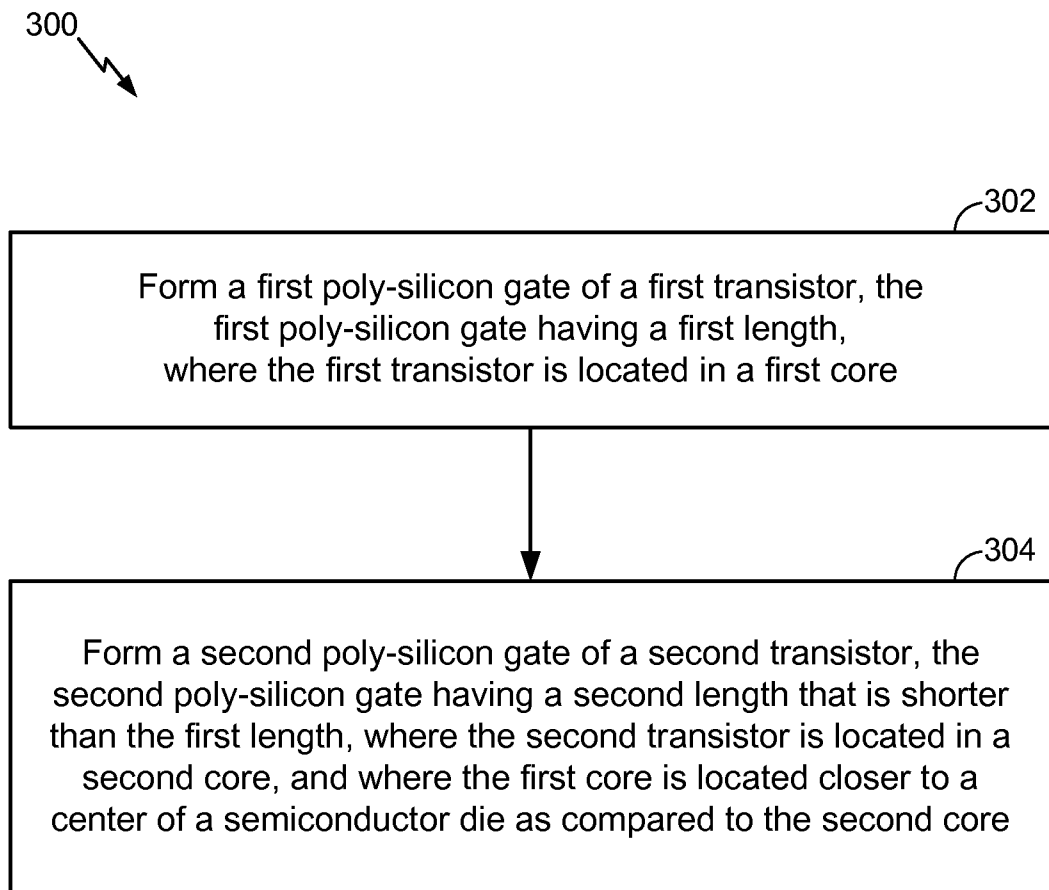 300
302
Form a first poly-silicon gate of a first transistor, the
first poly-silicon gate having a first length,
where the first transistor is located in a first core
304
Form a second poly-silicon gate of a second transistor, the
second poly-silicon gate having a second length that is shorter
than the first length, where the second transistor is located in a
second core, and where the first core is located closer to a
center of a semiconductor die as compared to the second core